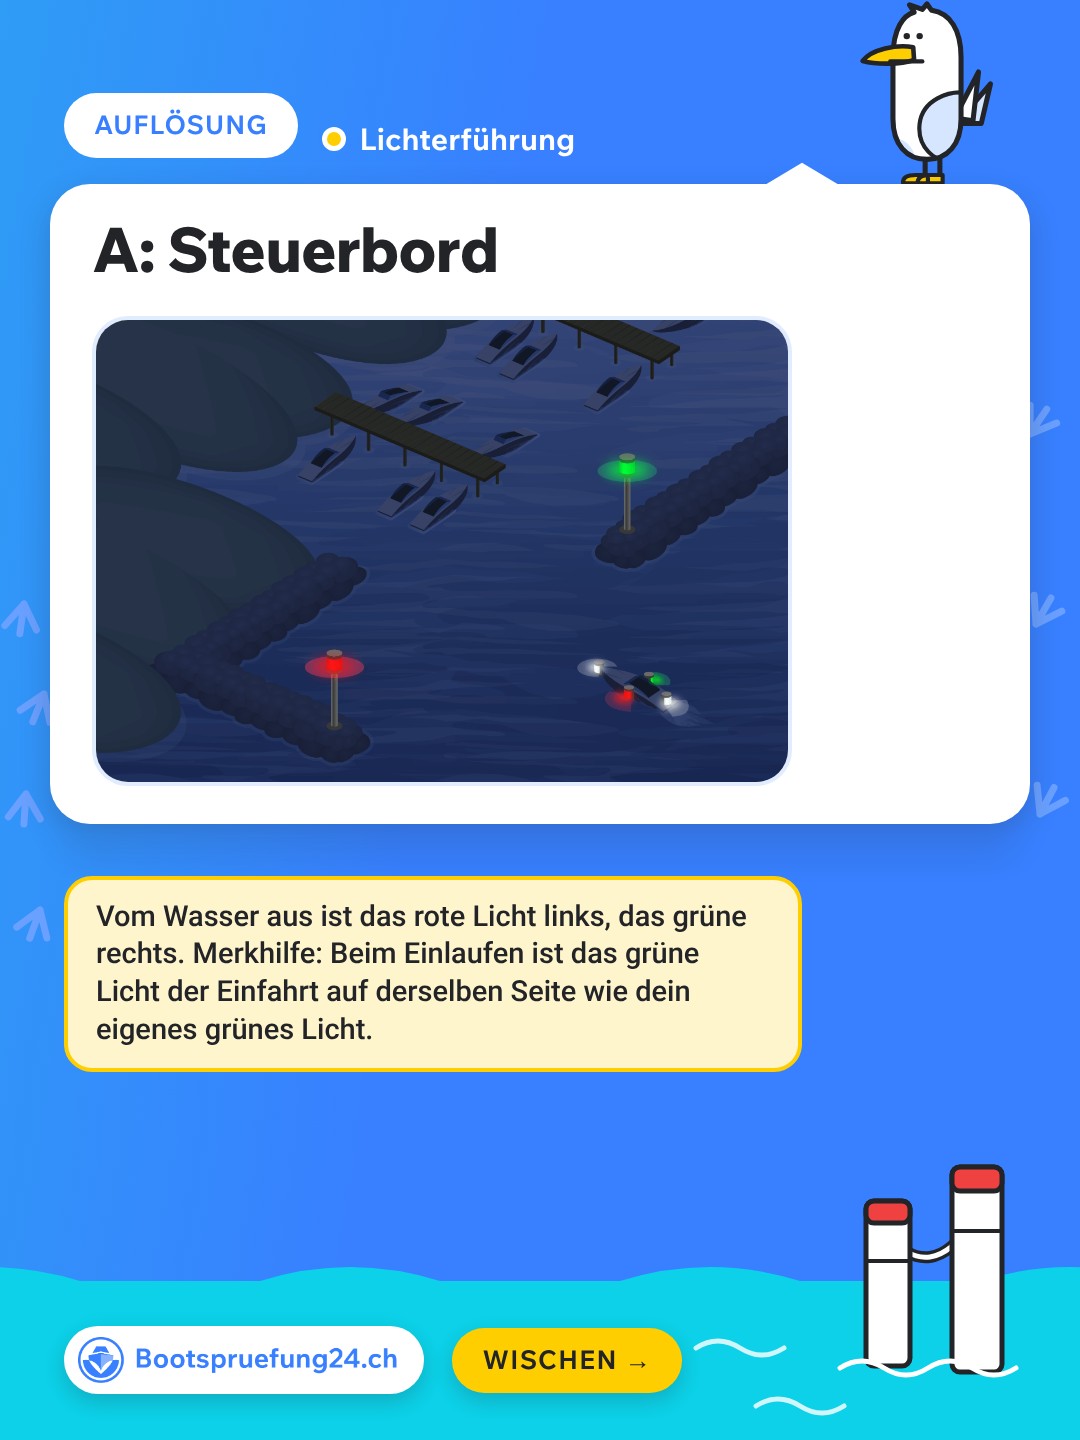 AUFLÖSUNG
Lichterführung
A: Steuerbord
Vom Wasser aus ist das rote Licht links, das grüne
rechts. Merkhilfe: Beim Einlaufen ist das grüne
Licht der Einfahrt auf derselben Seite wie dein
eigenes grünes Licht.
Bootspruefung24.ch
WISCHEN →